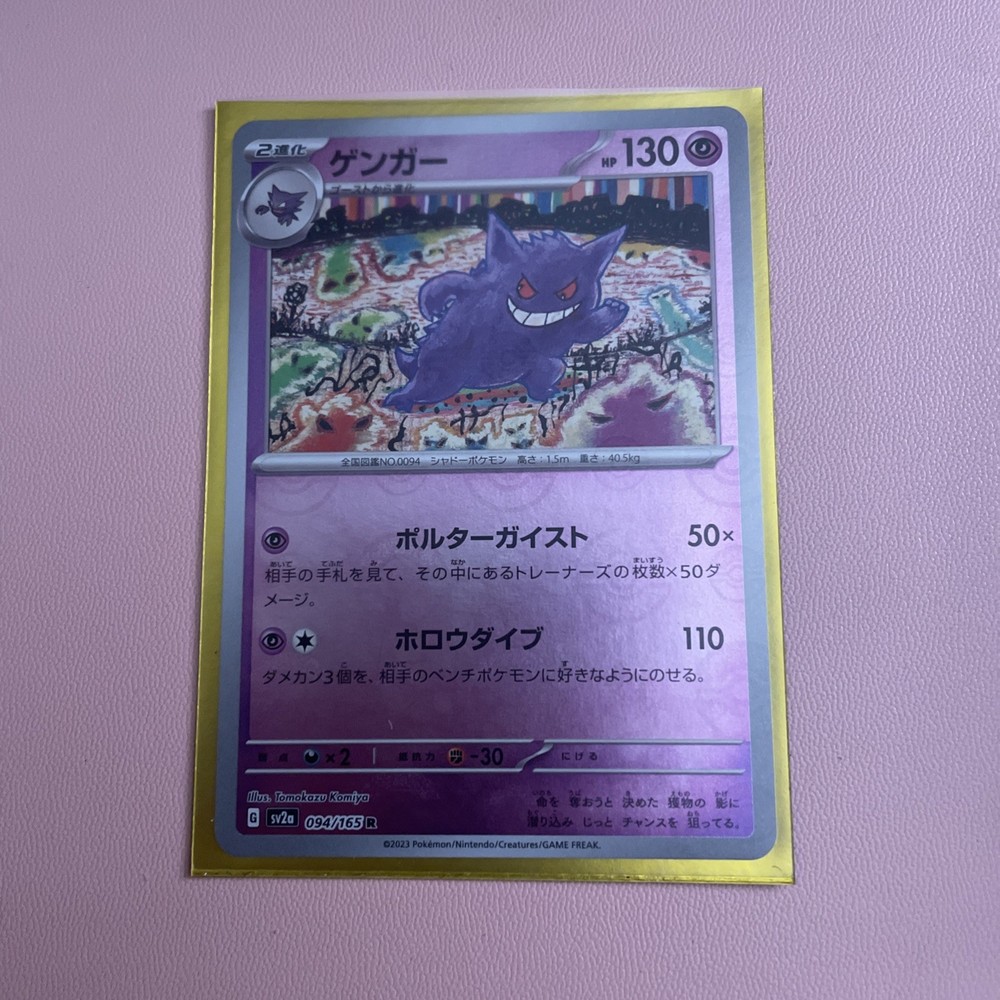 2進化
ゲンガー
HP 130
ゴーストから進化
全国図鑑NO.0094 シャドーポケモン 高さ：1.5m 重さ：40.5kg
ポルターガイスト 50×
相手の手札を見て、その中にあるトレーナーズの枚数×50ダ
メージ。
ホロウダイブ 110
ダメカン3個を、相手のベンチポケモンに好きなようにのせる。
弱点 ×2 抵抗力 -30 にげる
Illus. Tomokazu Komiya
G sv2a 094/165 R
命を奪おうと決めた獲物の影に
潜り込みじっとチャンスを狙ってる。
©2023 Pokémon/Nintendo/Creatures/GAME FREAK.